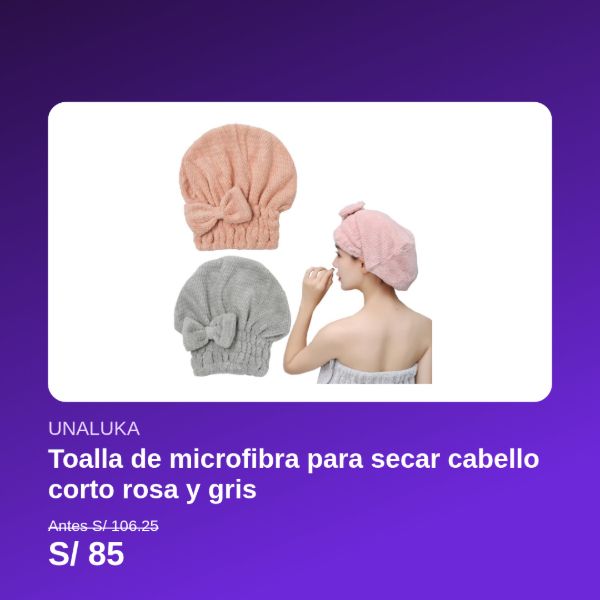 UNALUKA
Toalla de microfibra para secar cabello
corto rosa y gris
Antes S/ 106.25
S/ 85